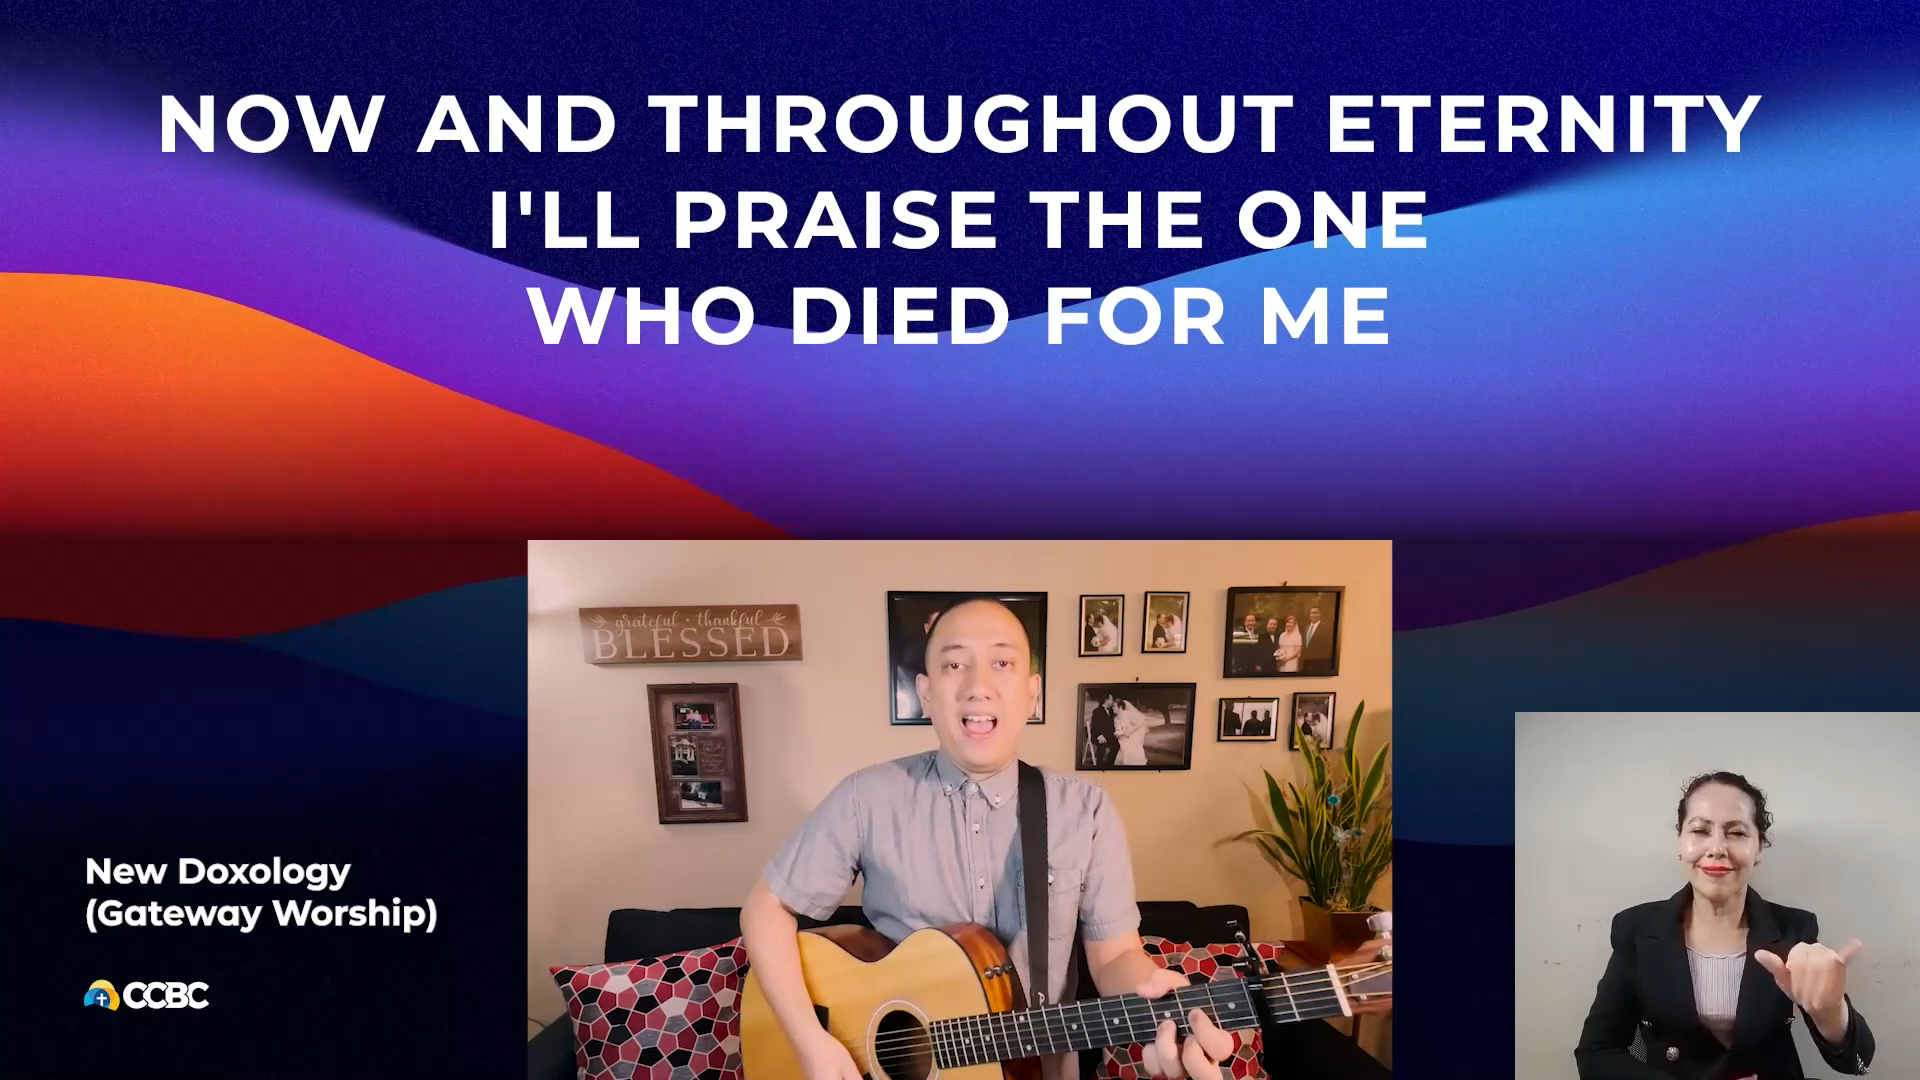 NOW AND THROUGHOUT ETERNITY
I'LL PRAISE THE ONE
WHO DIED FOR ME
grateful • thankful
BLESSED
New Doxology
(Gateway Worship)
CCBC